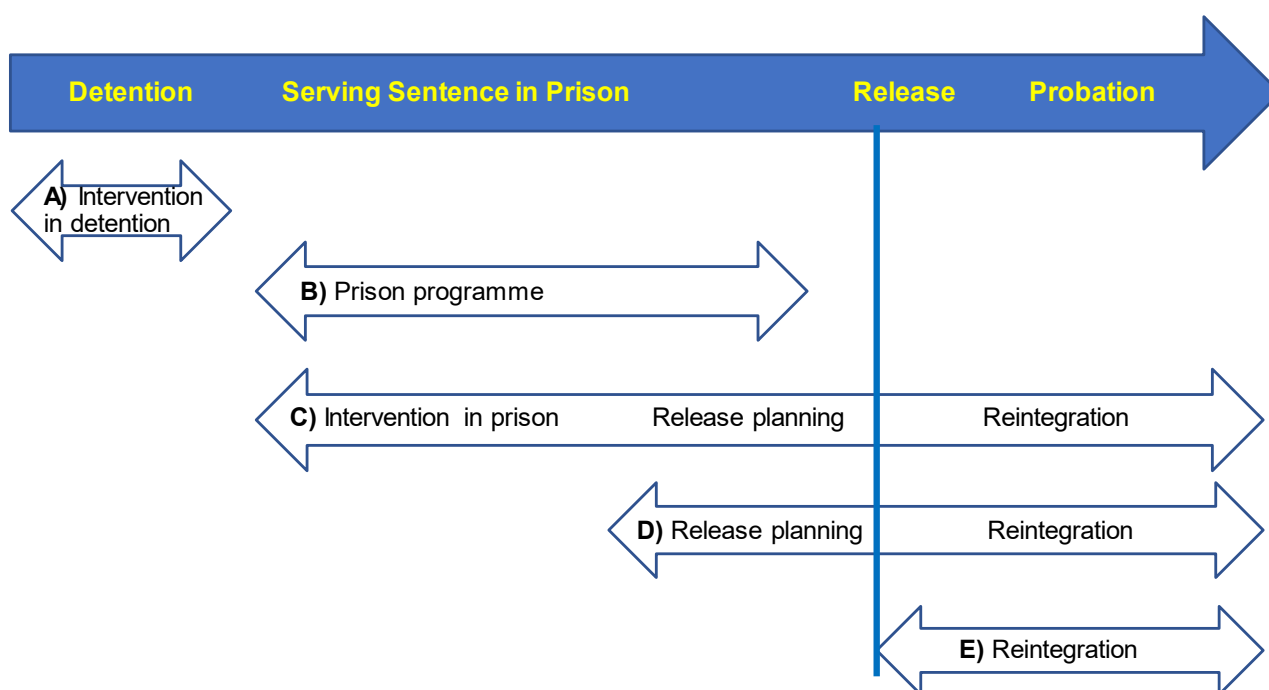 Detention Serving Sentence in Prison Release Probation
A) Intervention
in detention
B) Prison programme
C) Intervention in prison Release planning Reintegration
D) Release planning Reintegration
E) Reintegration